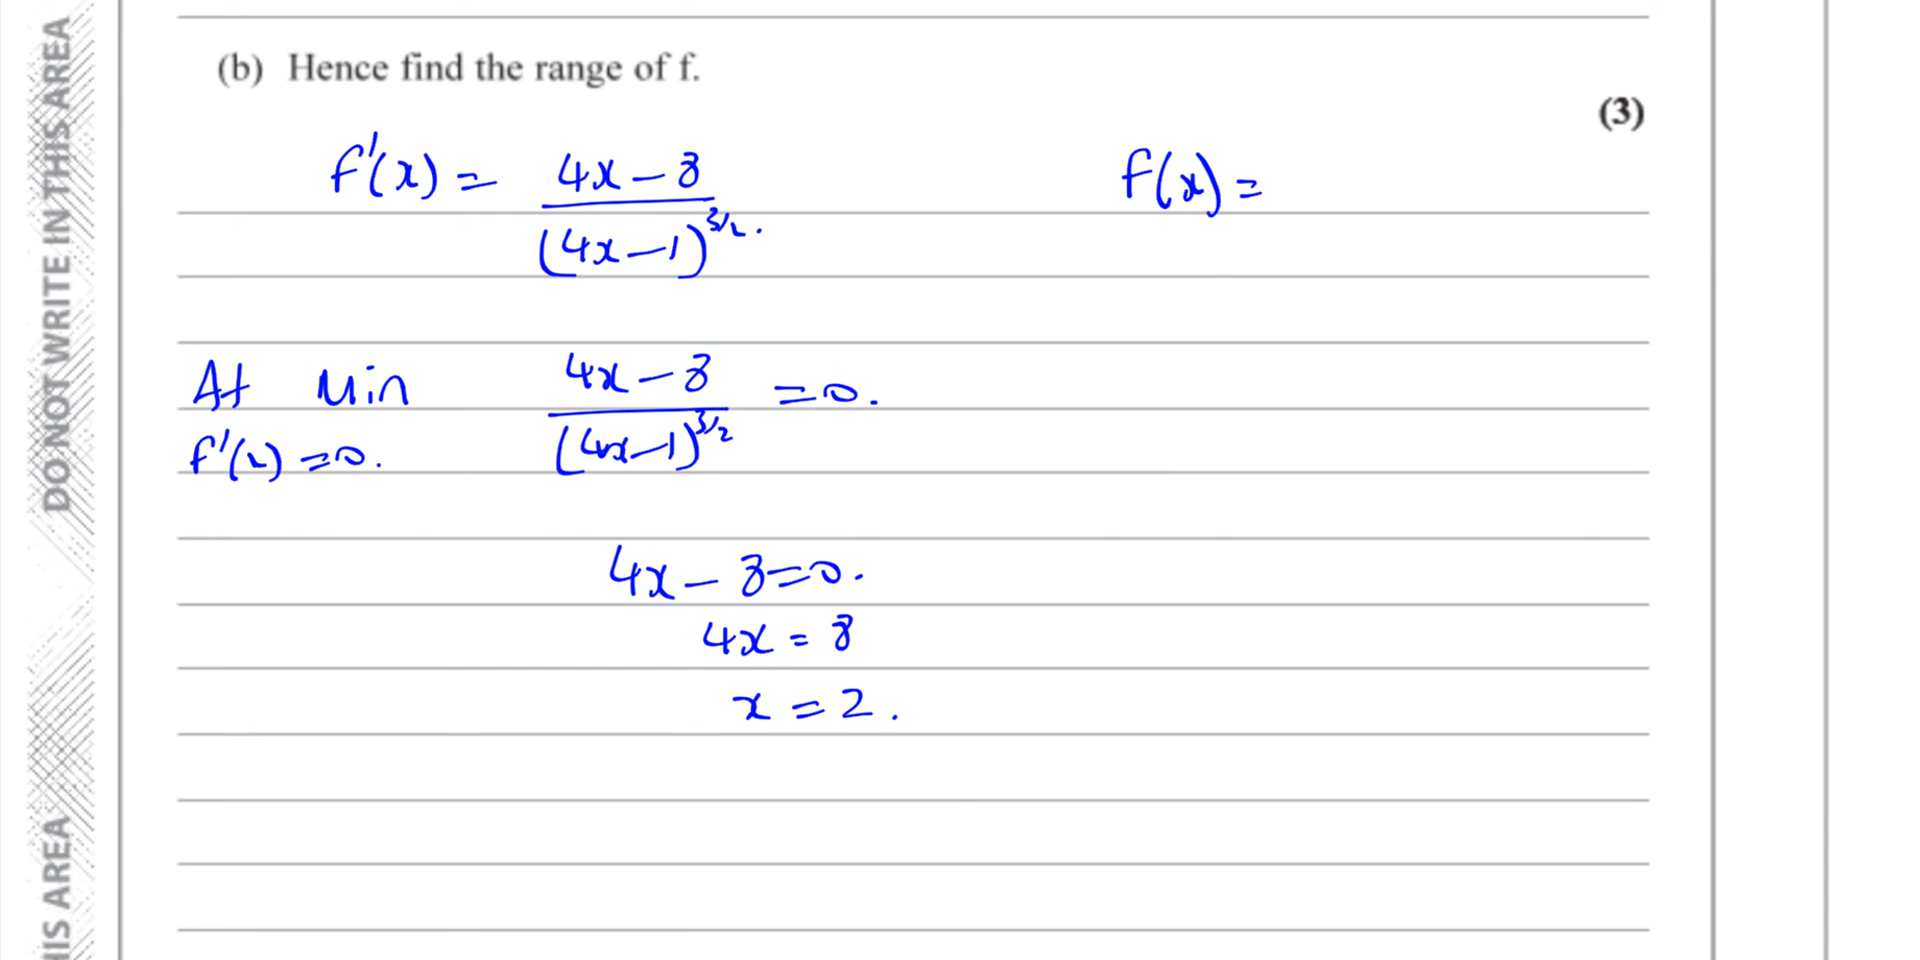 (b) Hence find the range of f.
(3)
f'(x) = (4x - 8)/(4x - 1)^3/2.
f(x) =
At Min (4x - 8)/(4x - 1)^3/2 = 0.
f'(x) = 0.
4x - 8 = 0.
4x = 8
x = 2.
DO NOT WRITE IN THIS AREA
HIS AREA